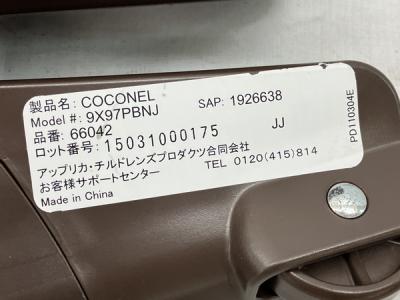 製品名: COCONEL
Model #: 9X97PBNJ SAP: 1926638
品番: 66042
ロット番号: 15031000175 JJ
アップリカ・チルドレンズプロダクツ合同会社
お客様サポートセンター TEL 0120(415)814
Made in China
PD110304E